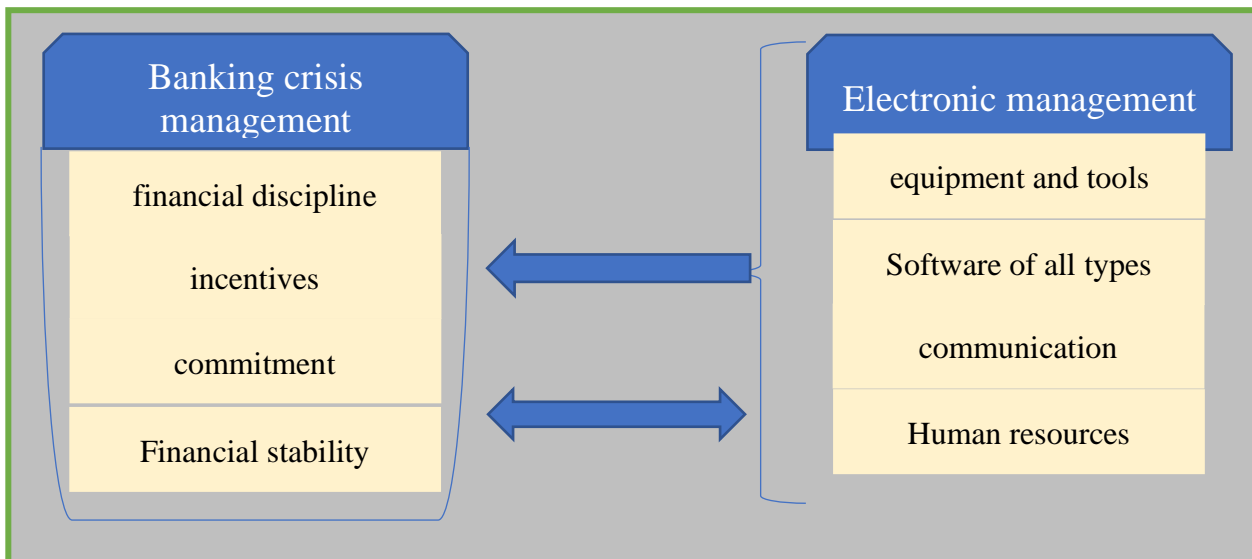 Banking crisis
management
financial discipline
incentives
commitment
Financial stability
Electronic management
equipment and tools
Software of all types
communication
Human resources